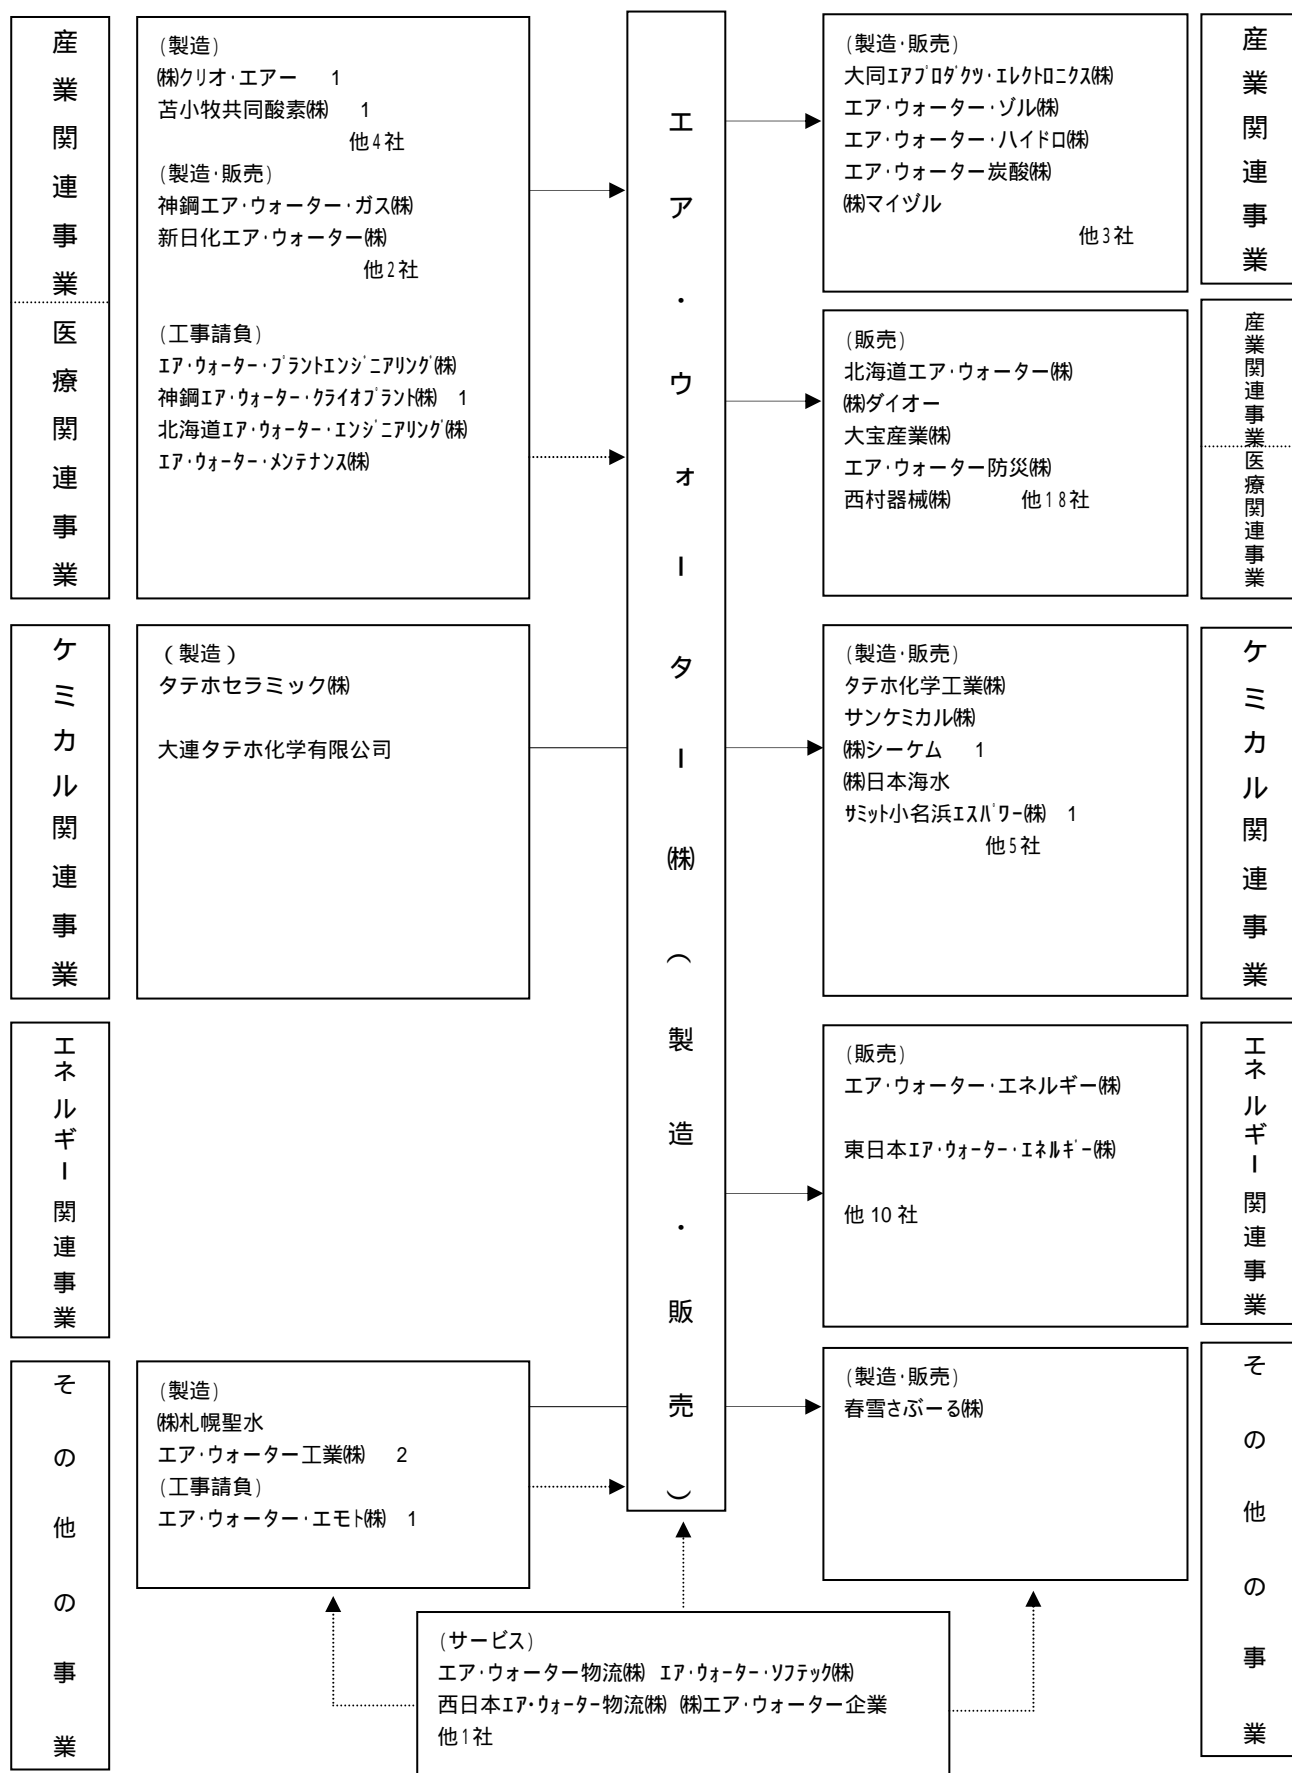 産業関連事業
医療関連事業
(製造)
㈱クリオ・エアー 1
苫小牧共同酸素㈱ 1
他4社
(製造・販売)
神鋼エア・ウォーター・ガス㈱
新日化エア・ウォーター㈱
他2社
(工事請負)
ｴｱ・ｳｫｰﾀｰ・ﾌﾟﾗﾝﾄｴﾝｼﾞﾆｱﾘﾝｸﾞ㈱
神鋼ｴｱ・ｳｫｰﾀｰ・ｸﾗｲｵﾌﾟﾗﾝﾄ㈱ 1
北海道ｴｱ・ｳｫｰﾀｰ・ｴﾝｼﾞﾆｱﾘﾝｸﾞ㈱
ｴｱ・ｳｫｰﾀｰ・ﾒﾝﾃﾅﾝｽ㈱
ケミカル関連事業
（製造）
タテホセラミック㈱
大連タテホ化学有限公司
エネルギー関連事業
その他の事業
(製造)
㈱札幌聖水
エア・ウォーター工業㈱ 2
(工事請負)
エア・ウォーター・エモト㈱ 1
エア・ウォーター㈱（製造・販売）
(製造・販売)
大同ｴｱﾌﾟﾛﾀﾞｸﾂ・ｴﾚｸﾄﾛﾆｸｽ㈱
エア・ウォーター・ゾル㈱
エア・ウォーター・ハイドロ㈱
エア・ウォーター炭酸㈱
㈱マイヅル
他3社
産業関連事業
(販売)
北海道エア・ウォーター㈱
㈱ダイオー
大宝産業㈱
エア・ウォーター防災㈱
西村器械㈱ 他18社
産業関連事業
医療関連事業
(製造・販売)
タテホ化学工業㈱
サンケミカル㈱
㈱シーケム 1
㈱日本海水
ｻﾐｯﾄ小名浜ｴｽﾊﾟﾜｰ㈱ 1
他5社
ケミカル関連事業
(販売)
エア・ウォーター・エネルギー㈱
東日本ｴｱ・ｳｫｰﾀｰ・ｴﾈﾙｷﾞｰ㈱
他 10 社
エネルギー関連事業
(製造・販売)
春雪さぶーる㈱
その他の事業
(サービス)
エア・ウォーター物流㈱ ｴｱ・ｳｫｰﾀｰ・ｿﾌﾃｯｸ㈱
西日本ｴｱ・ｳｫｰﾀｰ物流㈱ ㈱エア・ウォーター企業
他1社